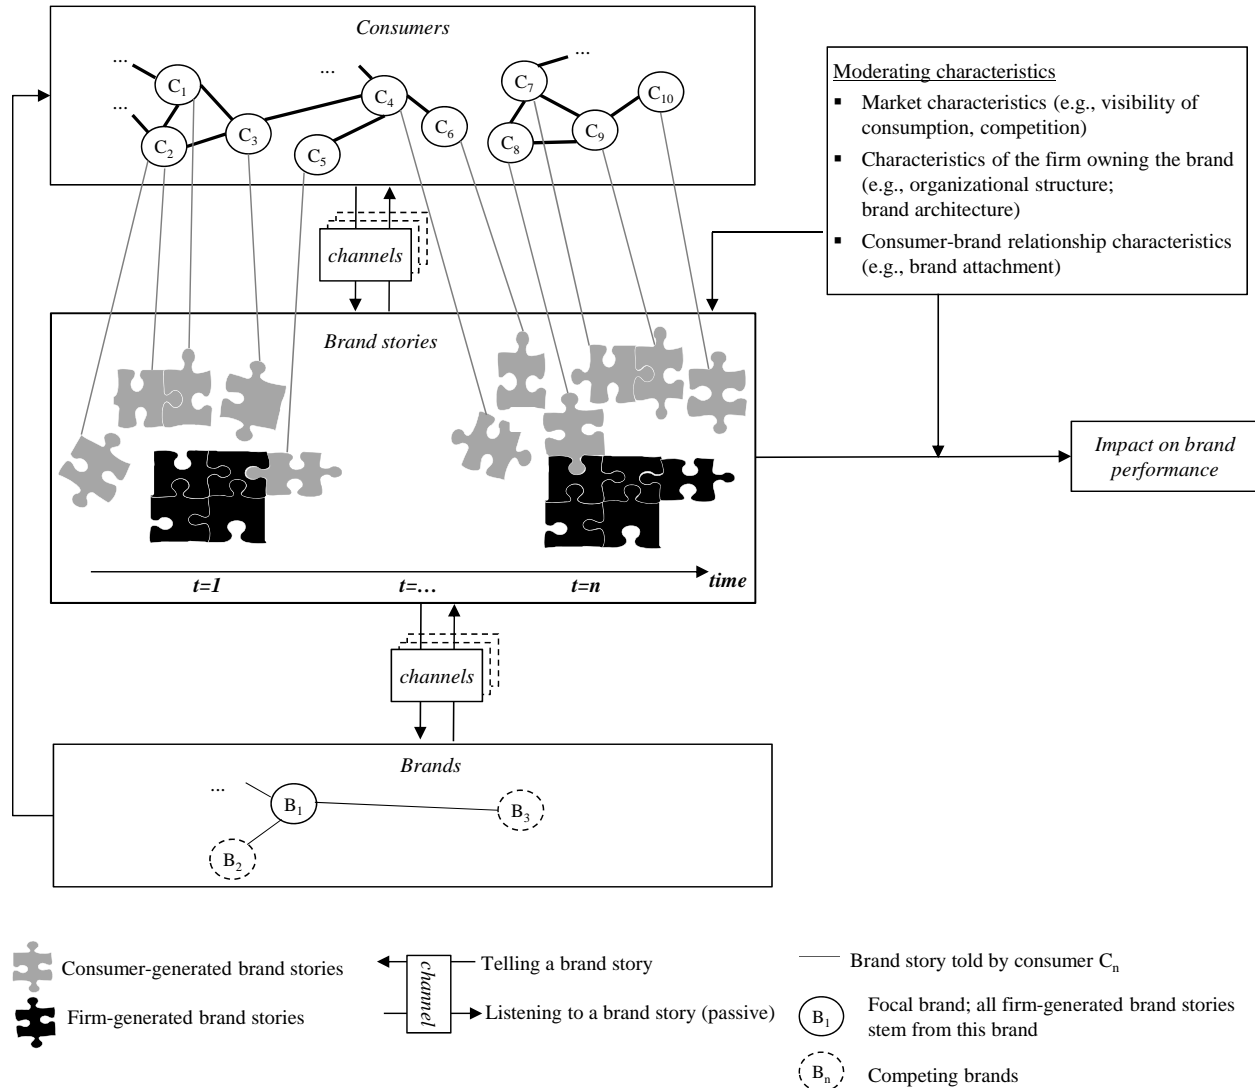 Consumers
...
...
...
...
C1
C2
C3
C4
C5
C6
C7
C8
C9
C10
Moderating characteristics
▪ Market characteristics (e.g., visibility of
consumption, competition)
▪ Characteristics of the firm owning the brand
(e.g., organizational structure;
brand architecture)
▪ Consumer-brand relationship characteristics
(e.g., brand attachment)
channels
Brand stories
t=1
t=…
t=n
time
Impact on brand
performance
channels
Brands
...
B1
B2
B3
Consumer-generated brand stories
Firm-generated brand stories
channel
Telling a brand story
Listening to a brand story (passive)
Brand story told by consumer Cn
B1
Focal brand; all firm-generated brand stories
stem from this brand
Bn
Competing brands